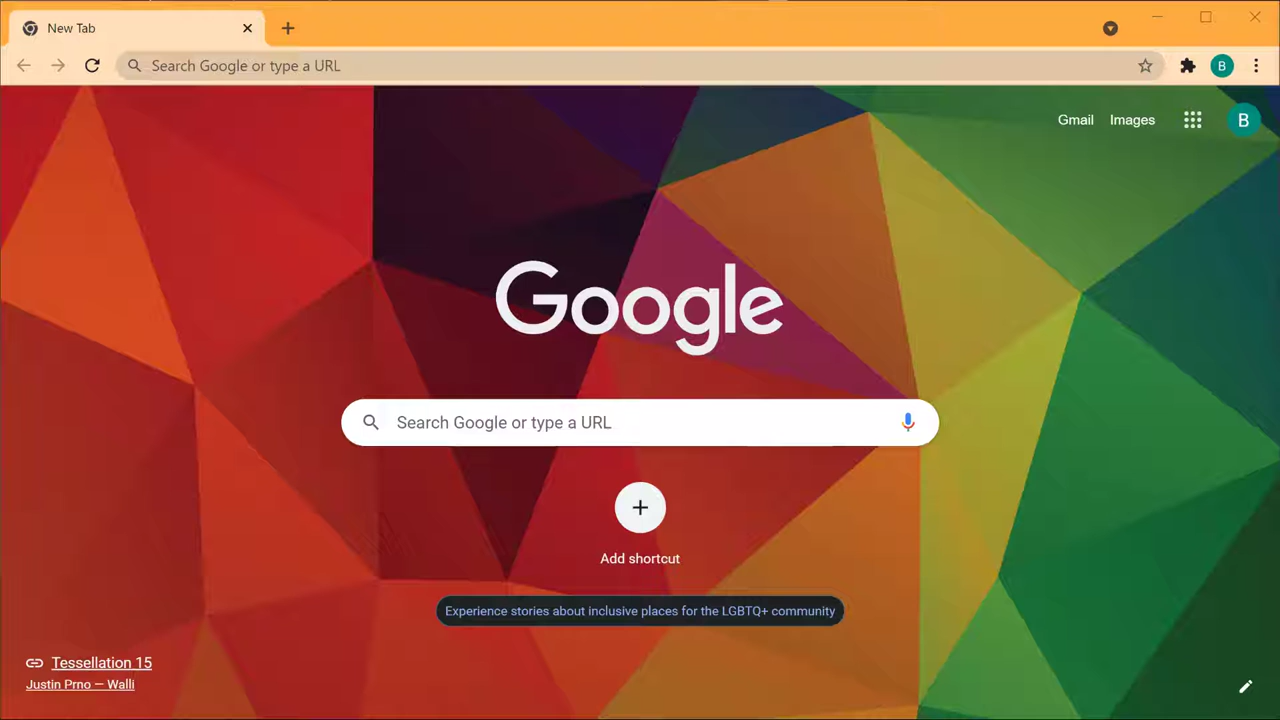 New Tab
Search Google or type a URL
B
Gmail Images B
Google
Search Google or type a URL
Add shortcut
Experience stories about inclusive places for the LGBTQ+ community
Tessellation 15
Justin Prno — Walli